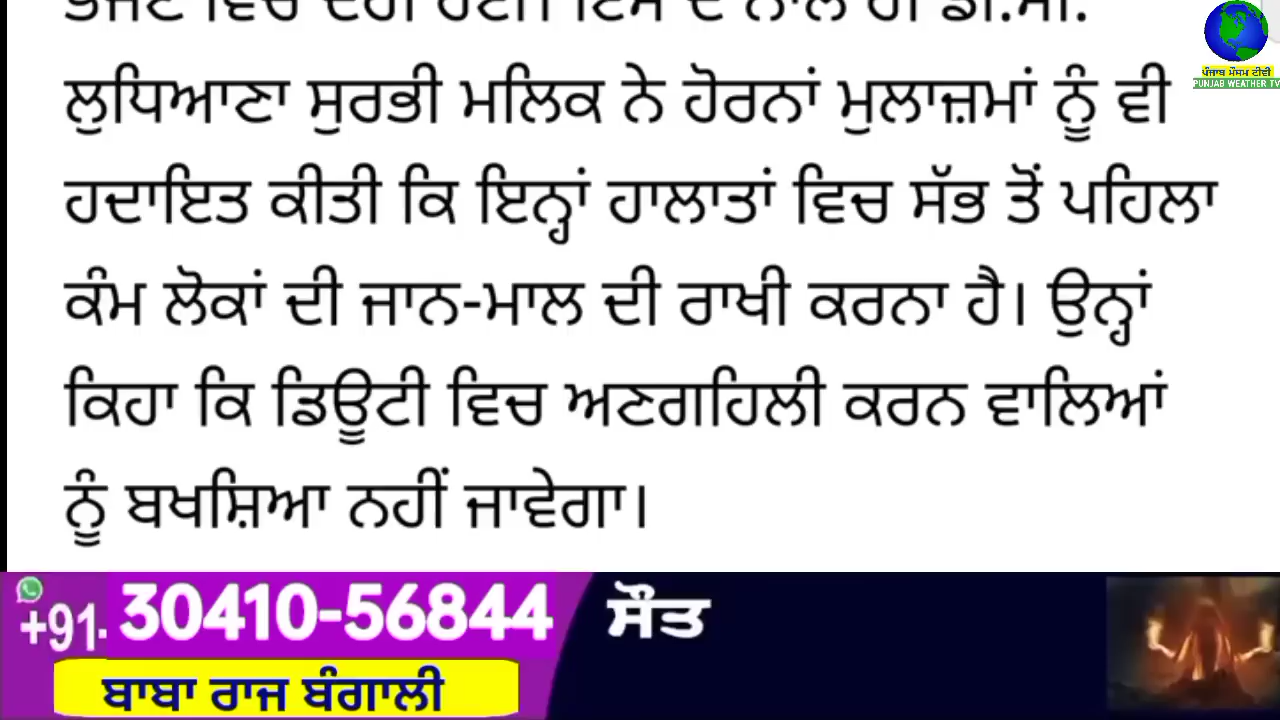 ਲੁਧਿਆਣਾ ਸੁਰਭੀ ਮਲਿਕ ਨੇ ਹੋਰਨਾਂ ਮੁਲਾਜ਼ਮਾਂ ਨੂੰ ਵੀ
ਹਦਾਇਤ ਕੀਤੀ ਕਿ ਇਨ੍ਹਾਂ ਹਾਲਾਤਾਂ ਵਿਚ ਸੱਭ ਤੋਂ ਪਹਿਲਾ
ਕੰਮ ਲੋਕਾਂ ਦੀ ਜਾਨ-ਮਾਲ ਦੀ ਰਾਖੀ ਕਰਨਾ ਹੈ। ਉਨ੍ਹਾਂ
ਕਿਹਾ ਕਿ ਡਿਊਟੀ ਵਿਚ ਅਣਗਹਿਲੀ ਕਰਨ ਵਾਲਿਆਂ
ਨੂੰ ਬਖਸ਼ਿਆ ਨਹੀਂ ਜਾਵੇਗਾ।
ਪੰਜਾਬ ਮੌਸਮ ਟੀਵੀ
PUNJAB WEATHER TV
+91- 30410-56844
ਬਾਬਾ ਰਾਜ ਬੰਗਾਲੀ
ਸੌਤ